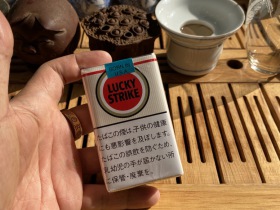 LUCKY
STRIKE
たばこの煙は、子供の健康
にも悪影響を及ぼします。
たばこの誤飲を防ぐため、
乳幼児の手が届かない所
に保管・廃棄を。